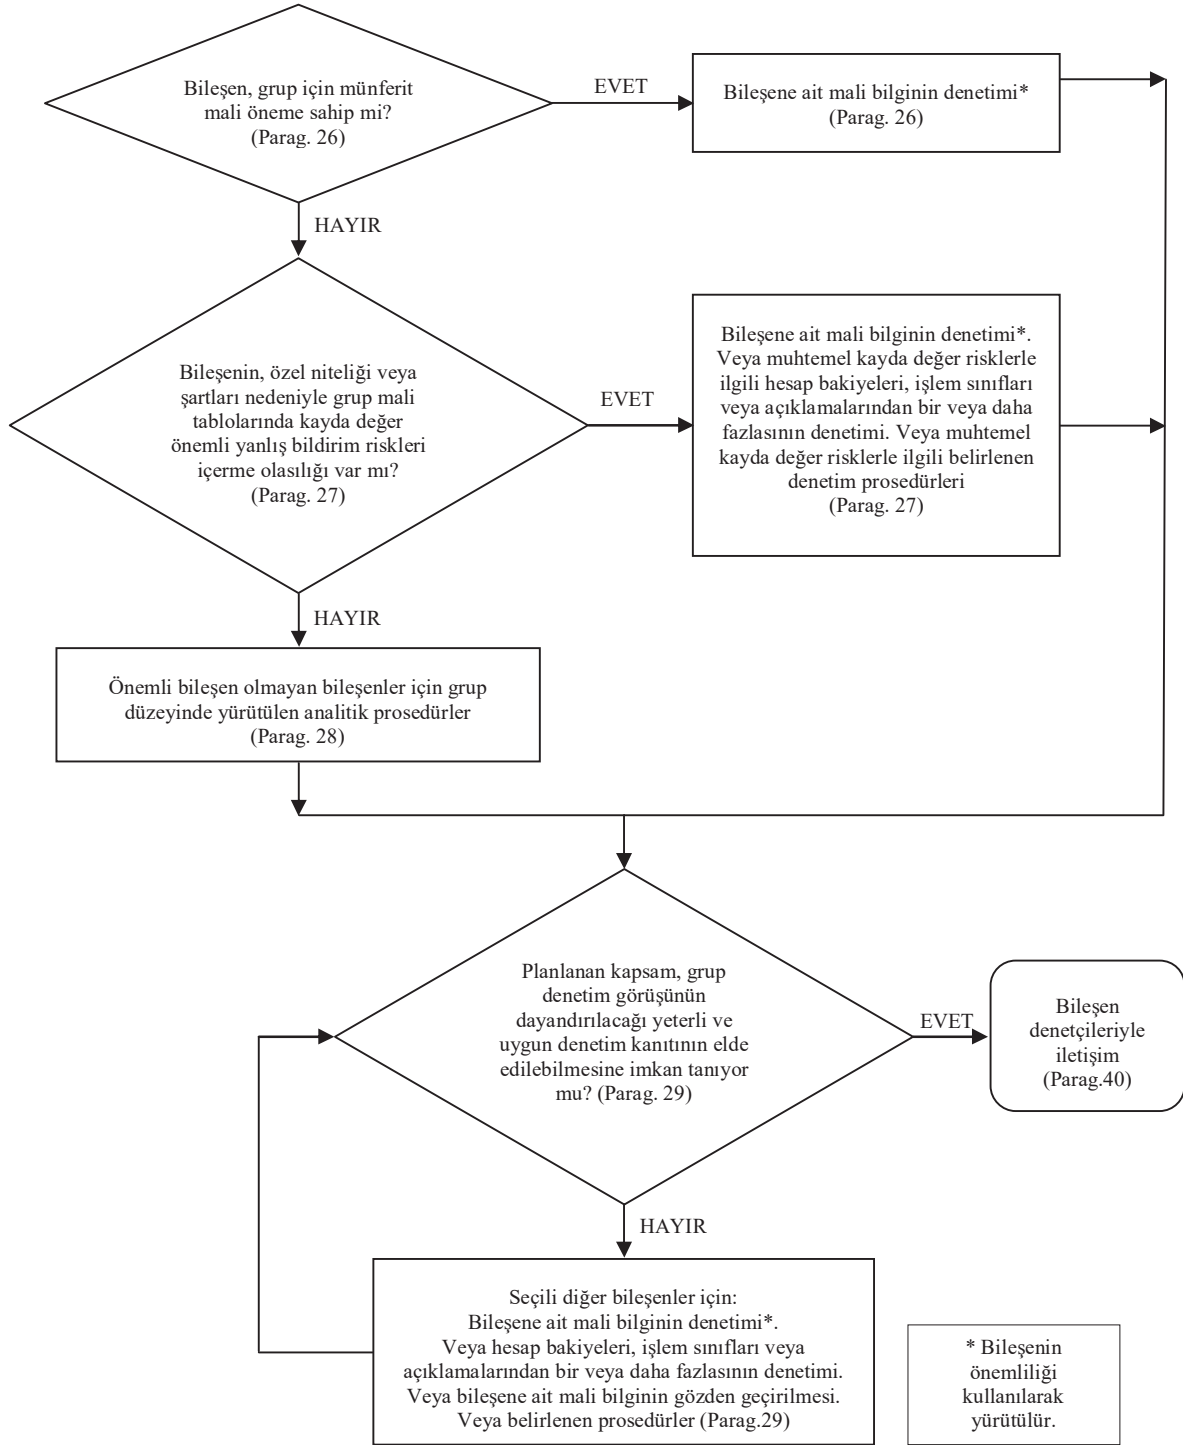 Bileşen, grup için münferit
mali öneme sahip mi?
(Parag. 26)
EVET
Bileşene ait mali bilginin denetimi*
(Parag. 26)
HAYIR
Bileşenin, özel niteliği veya
şartları nedeniyle grup mali
tablolarında kayda değer
önemli yanlış bildirim riskleri
içerme olasılığı var mı?
(Parag. 27)
EVET
Bileşene ait mali bilginin denetimi*.
Veya muhtemel kayda değer risklerle
ilgili hesap bakiyeleri, işlem sınıfları
veya açıklamalarından bir veya daha
fazlasının denetimi. Veya muhtemel
kayda değer risklerle ilgili belirlenen
denetim prosedürleri
(Parag. 27)
HAYIR
Önemli bileşen olmayan bileşenler için grup
düzeyinde yürütülen analitik prosedürler
(Parag. 28)
Planlanan kapsam, grup
denetim görüşünün
dayandırılacağı yeterli ve
uygun denetim kanıtının elde
edilebilmesine imkan tanıyor
mu? (Parag. 29)
EVET
Bileşen
denetçileriyle
iletişim
(Parag.40)
HAYIR
Seçili diğer bileşenler için:
Bileşene ait mali bilginin denetimi*.
Veya hesap bakiyeleri, işlem sınıfları veya
açıklamalarından bir veya daha fazlasının denetimi.
Veya bileşene ait mali bilginin gözden geçirilmesi.
Veya belirlenen prosedürler (Parag.29)
* Bileşenin
önemliliği
kullanılarak
yürütülür.